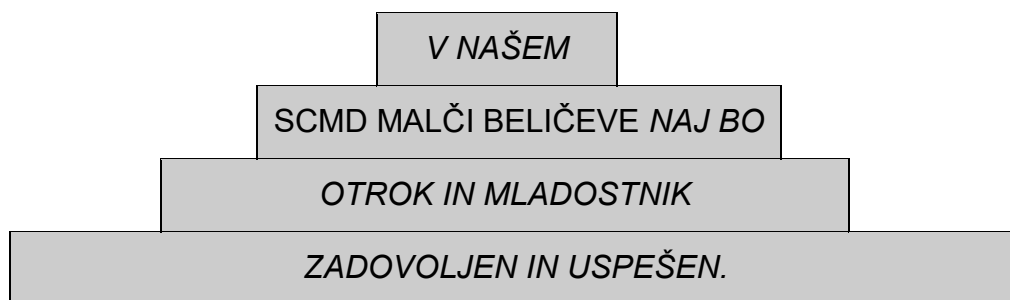 V NAŠEM
SCMD MALČI BELIČEVE NAJ BO
OTROK IN MLADOSTNIK
ZADOVOLJEN IN USPEŠEN.